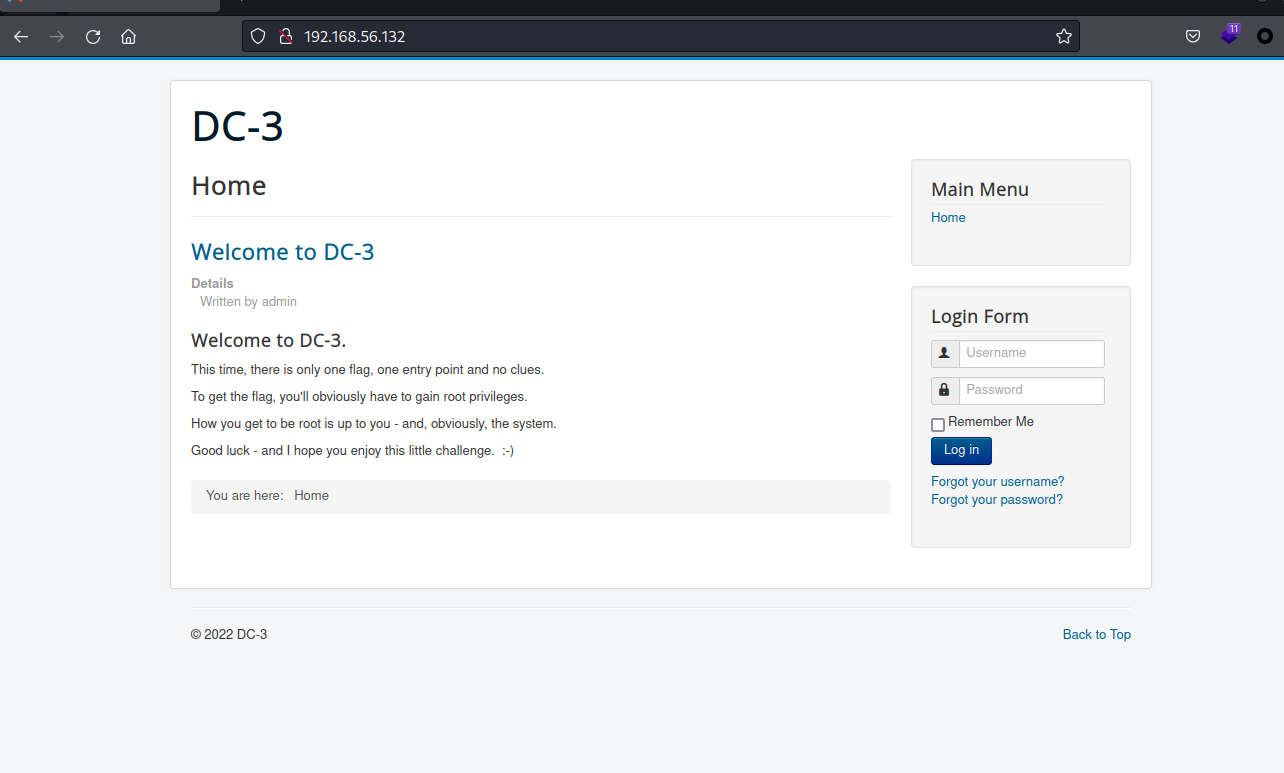 192.168.56.132
11
DC-3
Home
Welcome to DC-3
Details
Written by admin
Welcome to DC-3.
This time, there is only one flag, one entry point and no clues.
To get the flag, you'll obviously have to gain root privileges.
How you get to be root is up to you - and, obviously, the system.
Good luck - and I hope you enjoy this little challenge.  :-)
You are here: Home
Main Menu
Home
Login Form
Username
Password
Remember Me
Log in
Forgot your username?
Forgot your password?
© 2022 DC-3
Back to Top